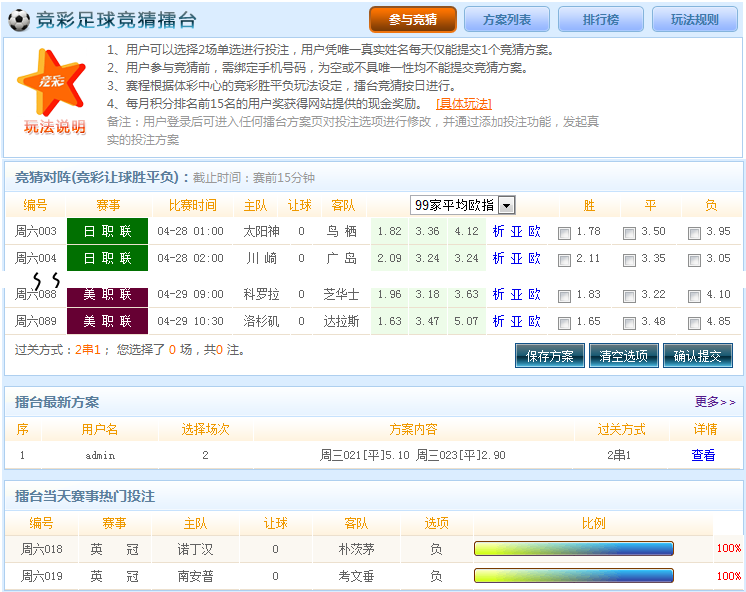 竞彩足球竞猜擂台 参与竞猜 方案列表 排行榜 玩法规则
竞彩
玩法说明
1、用户可以选择2场单选进行投注，用户凭唯一真实姓名每天仅能提交1个竞猜方案。
2、用户参与竞猜前，需绑定手机号码，为空或不具唯一性均不能提交竞猜方案。
3、赛程根据体彩中心的竞彩胜平负玩法设定，擂台竞猜按日进行。
4、每月积分排名前15名的用户奖获得网站提供的现金奖励。 [具体玩法]
备注：用户登录后可进入任何擂台方案页对投注选项进行修改，并通过添加投注功能，发起真
实的投注方案
竞猜对阵(竞彩让球胜平负)：截止时间：赛前15分钟
编号 赛事 比赛时间 主队 让球 客队 99家平均欧指 胜 平 负
周六003 日 职 联 04-28 01:00 太阳神 0 鸟 栖 1.82 3.36 4.12 析 亚 欧 1.78 3.50 3.95
周六004 日 职 联 04-28 02:00 川 崎 0 广 岛 2.09 3.24 3.24 析 亚 欧 2.11 3.35 3.05
周六088 美 职 联 04-29 09:00 科罗拉 0 芝华士 1.96 3.18 3.63 析 亚 欧 1.83 3.22 4.10
周六089 美 职 联 04-29 10:30 洛杉矶 0 达拉斯 1.63 3.47 5.07 析 亚 欧 1.65 3.48 4.85
过关方式：2串1； 您选择了 0 场，共0 注。 保存方案 清空选项 确认提交
擂台最新方案 更多>>
序 用户名 选择场次 方案内容 过关方式 详情
1 admin 2 周三021[平]5.10 周三023[平]2.90 2串1 查看
擂台当天赛事热门投注
编号 赛事 主队 让球 客队 选项 比例
周六018 英 冠 诺丁汉 0 朴茨茅 负 100%
周六019 英 冠 南安普 0 考文垂 负 100%